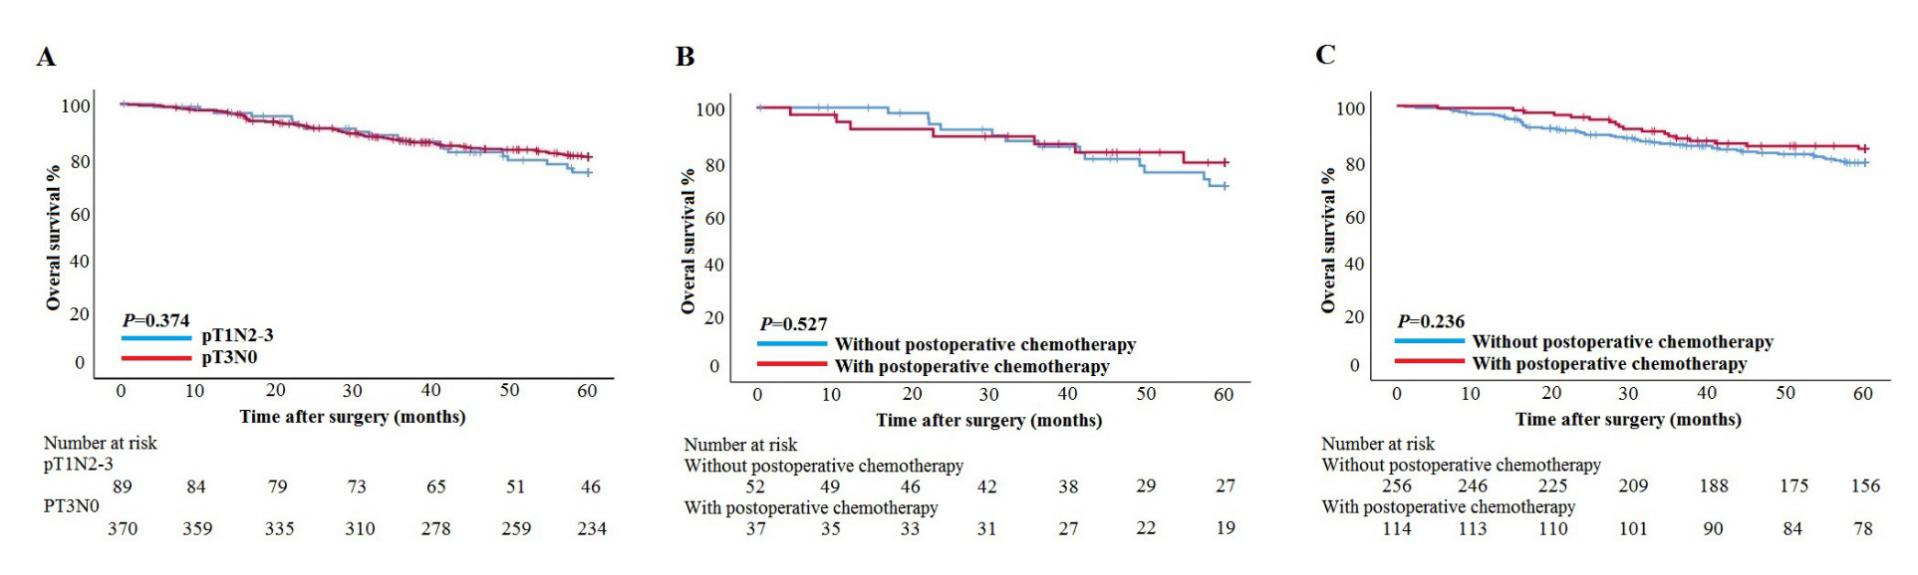 A
100
80
60
40
20
0
Overal survival %
P=0.374
pT1N2-3
pT3N0
0 10 20 30 40 50 60
Time after surgery (months)
Number at risk
pT1N2-3
89 84 79 73 65 51 46
PT3N0
370 359 335 310 278 259 234
B
100
80
60
40
20
0
Overal survival %
P=0.527
Without postoperative chemotherapy
With postoperative chemotherapy
0 10 20 30 40 50 60
Time after surgery (months)
Number at risk
Without postoperative chemotherapy
52 49 46 42 38 29 27
With postoperative chemotherapy
37 35 33 31 27 22 19
C
100
80
60
40
20
0
Overal survival %
P=0.236
Without postoperative chemotherapy
With postoperative chemotherapy
0 10 20 30 40 50 60
Time after surgery (months)
Number at risk
Without postoperative chemotherapy
256 246 225 209 188 175 156
With postoperative chemotherapy
114 113 110 101 90 84 78